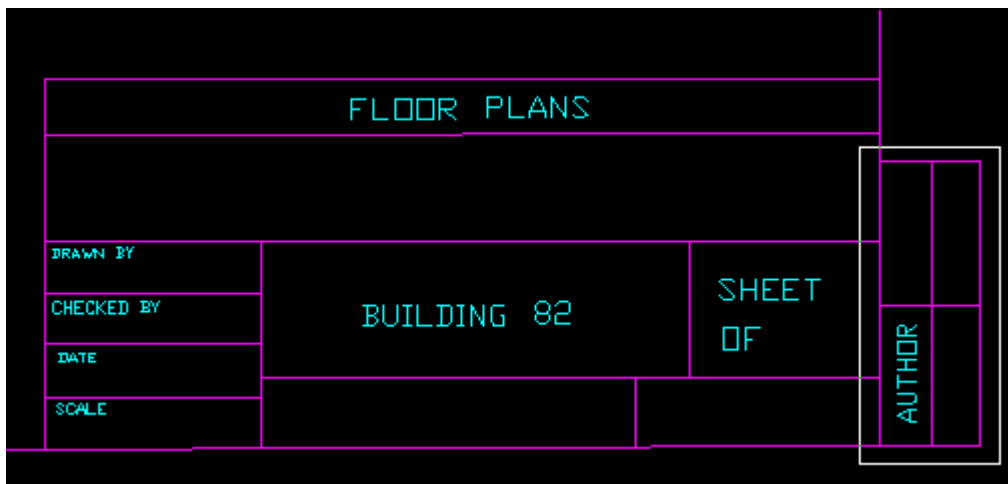 FLOOR PLANS
DRAWN BY
CHECKED BY
DATE
SCALE
BUILDING 82
SHEET
OF
AUTHOR